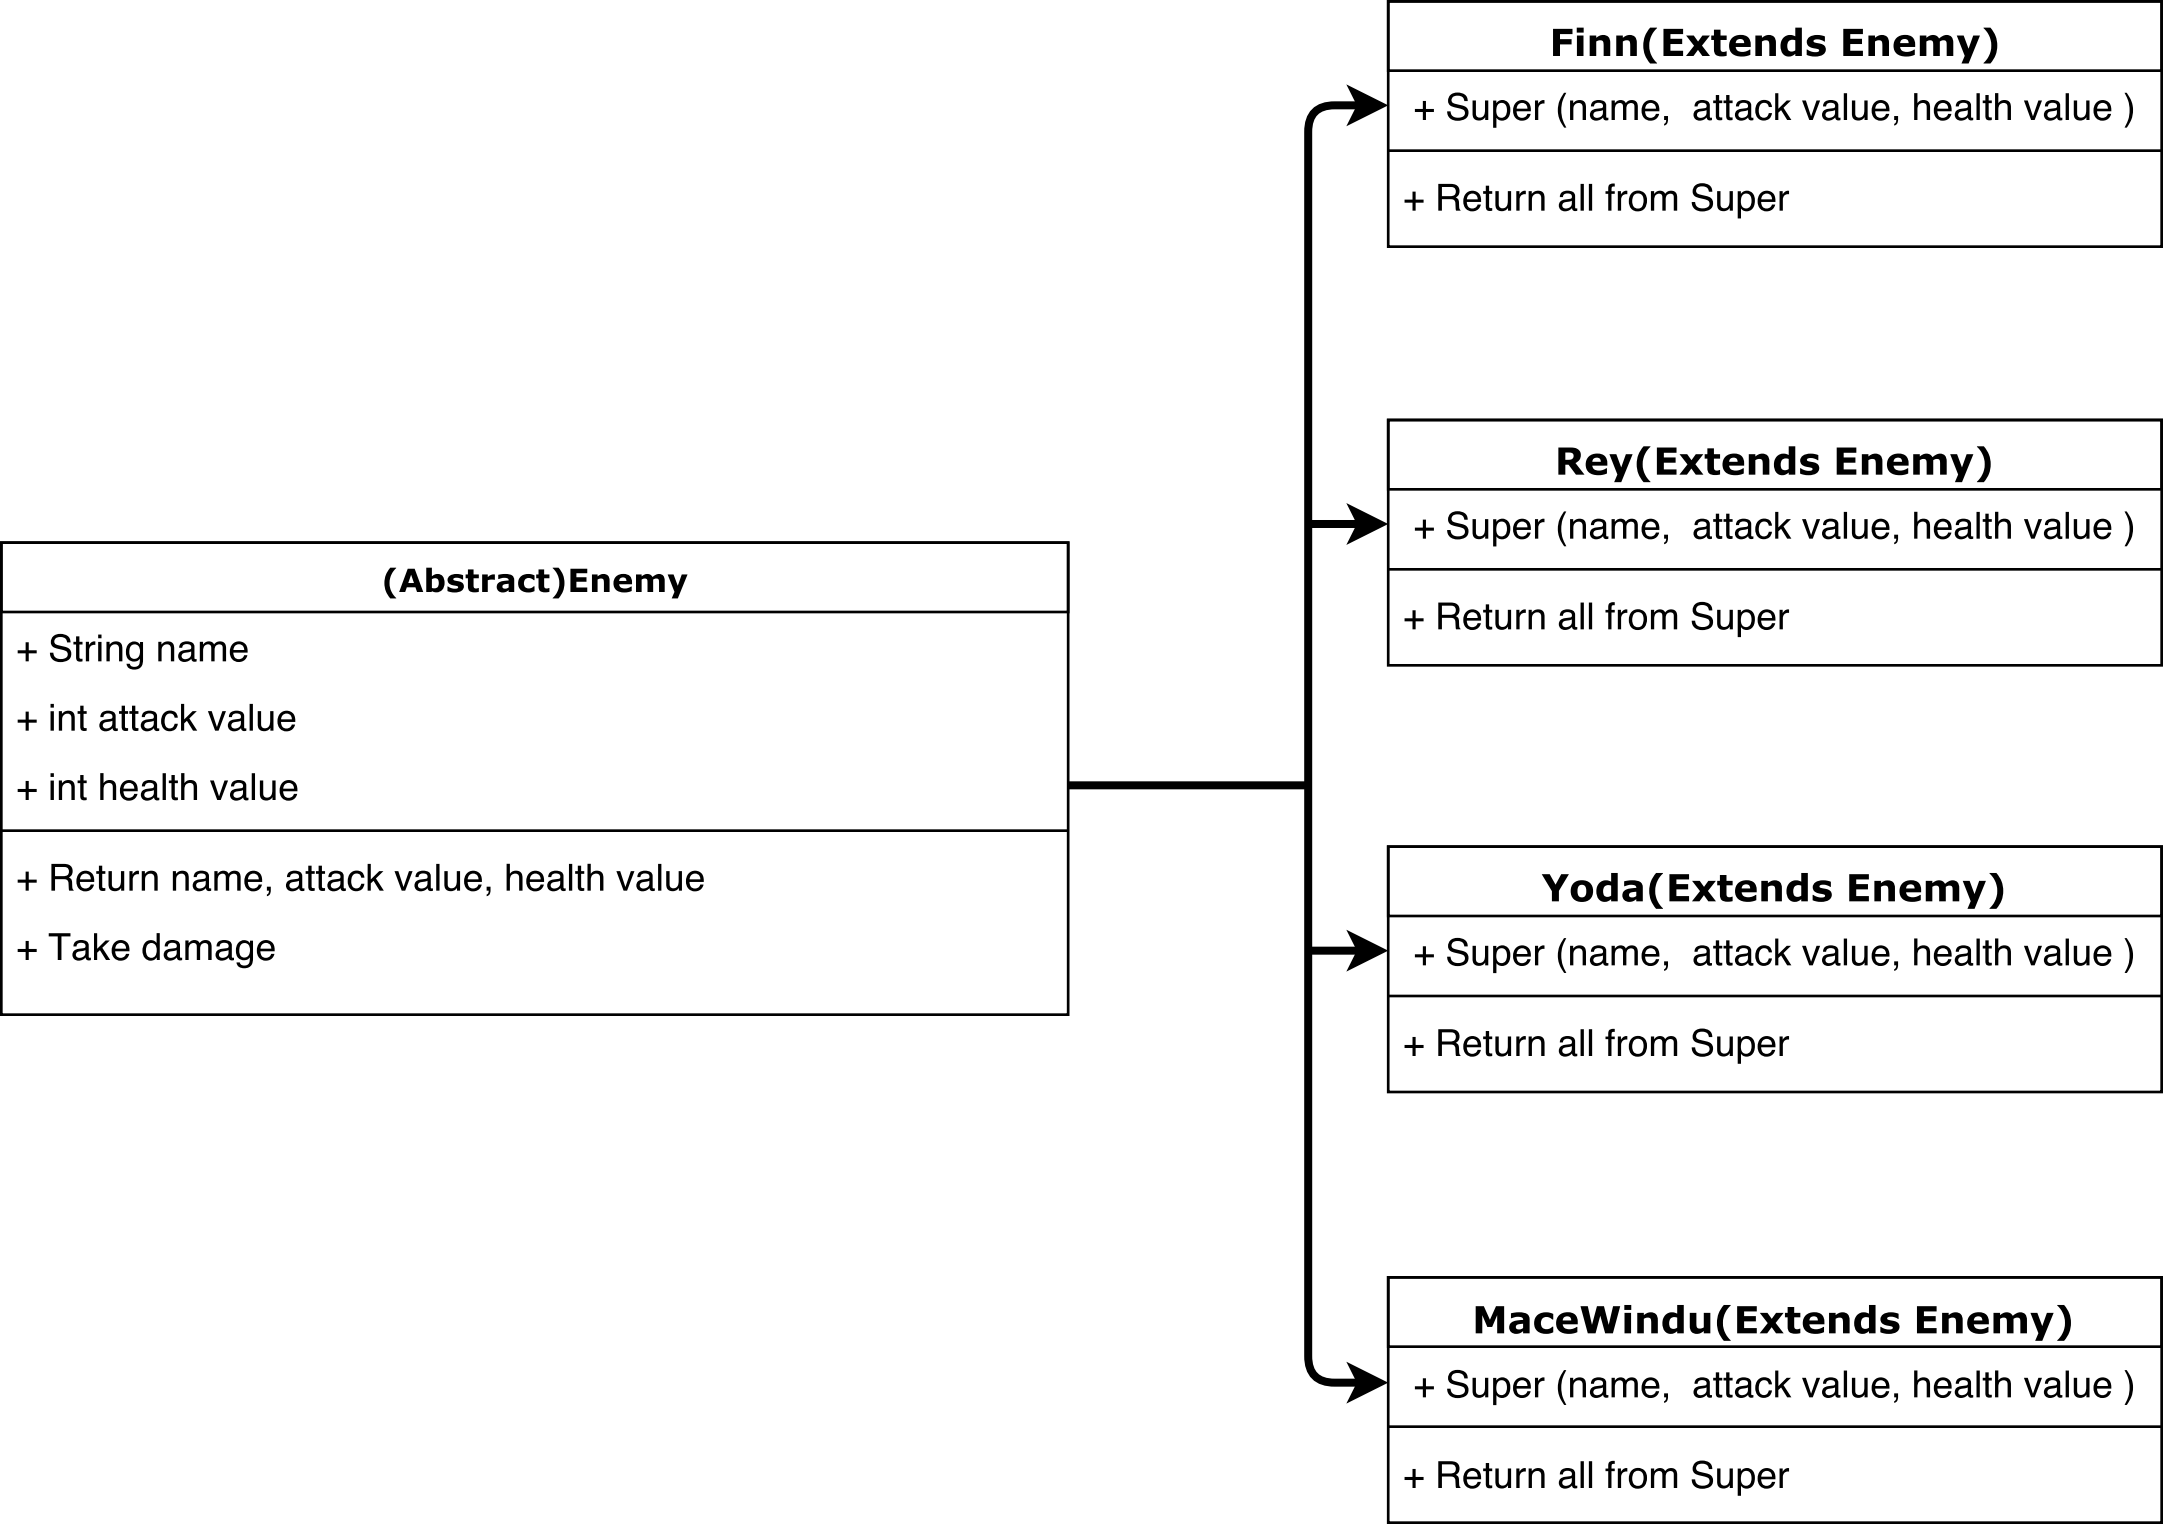 Finn(Extends Enemy)
+ Super (name,  attack value, health value )
+ Return all from Super
Rey(Extends Enemy)
+ Super (name,  attack value, health value )
+ Return all from Super
(Abstract)Enemy
+ String name
+ int attack value
+ int health value
+ Return name, attack value, health value
+ Take damage
Yoda(Extends Enemy)
+ Super (name,  attack value, health value )
+ Return all from Super
MaceWindu(Extends Enemy)
+ Super (name,  attack value, health value )
+ Return all from Super